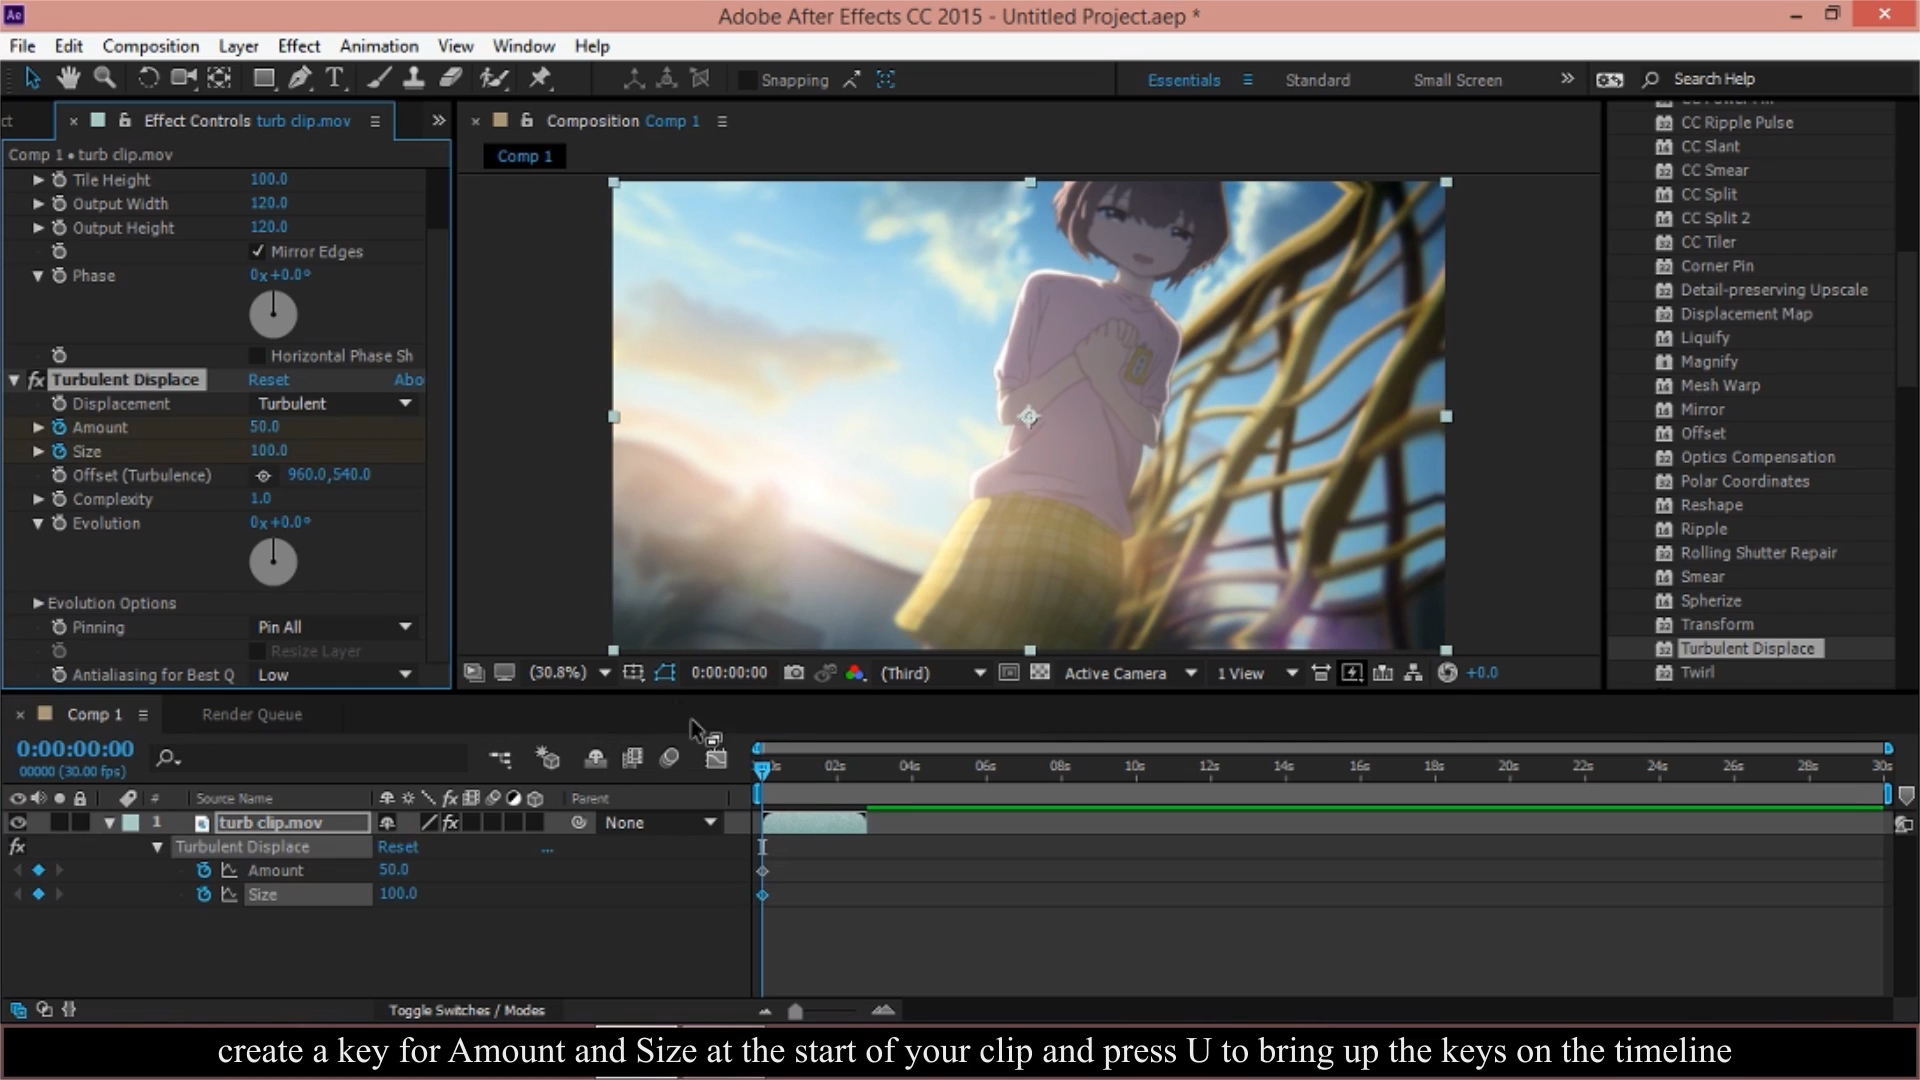 Ae Adobe After Effects CC 2015 - Untitled Project.aep *
File Edit Composition Layer Effect Animation View Window Help
Snapping Essentials Standard Small Screen Search Help
ct Effect Controls turb clip.mov
Composition Comp 1
Comp 1 • turb clip.mov
Comp 1
Tile Height 100.0
Output Width 120.0
Output Height 120.0
Mirror Edges
Phase 0x+0.0°
Horizontal Phase Sh
fx Turbulent Displace Reset Abo
Displacement Turbulent
Amount 50.0
Size 100.0
Offset (Turbulence) 960.0,540.0
Complexity 1.0
Evolution 0x+0.0°
Evolution Options
Pinning Pin All
Resize Layer
Antialiasing for Best Q Low
(30.8%) 0:00:00:00 (Third) Active Camera 1 View +0.0
CC Ripple Pulse
CC Slant
CC Smear
CC Split
CC Split 2
CC Tiler
Corner Pin
Detail-preserving Upscale
Displacement Map
Liquify
Magnify
Mesh Warp
Mirror
Offset
Optics Compensation
Polar Coordinates
Reshape
Ripple
Rolling Shutter Repair
Smear
Spherize
Transform
Turbulent Displace
Twirl
Comp 1 Render Queue
0:00:00:00
00000 (30.00 fps)
02s 04s 06s 08s 10s 12s 14s 16s 18s 20s 22s 24s 26s 28s 30s
# Source Name fx Parent
1 turb clip.mov fx None
fx Turbulent Displace Reset ...
Amount 50.0
Size 100.0
Toggle Switches / Modes
create a key for Amount and Size at the start of your clip and press U to bring up the keys on the timeline